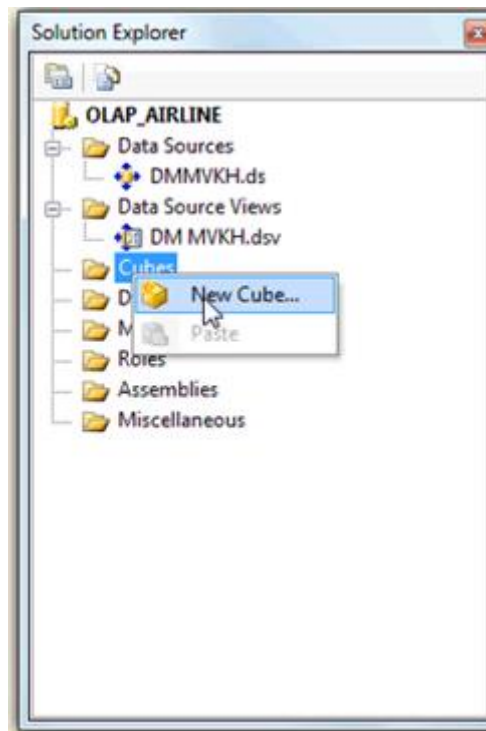 Solution Explorer
OLAP_AIRLINE
Data Sources
DMMVKH.ds
Data Source Views
DM MVKH.dsv
Cubes
New Cube...
Paste
Roles
Assemblies
Miscellaneous